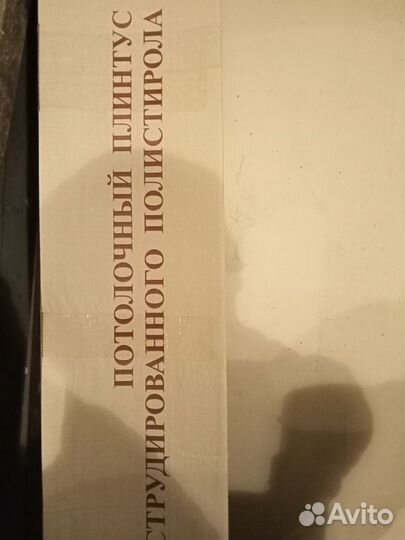 ПОТОЛОЧНЫЙ ПЛИНТУС
СТРУДИРОВАННОГО ПОЛИСТИРОЛА
Avito